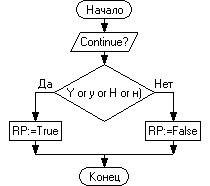 Начало
Continue?
Да
Y or y or Н or н)
Нет
RP:=True
RP:=False
Конец